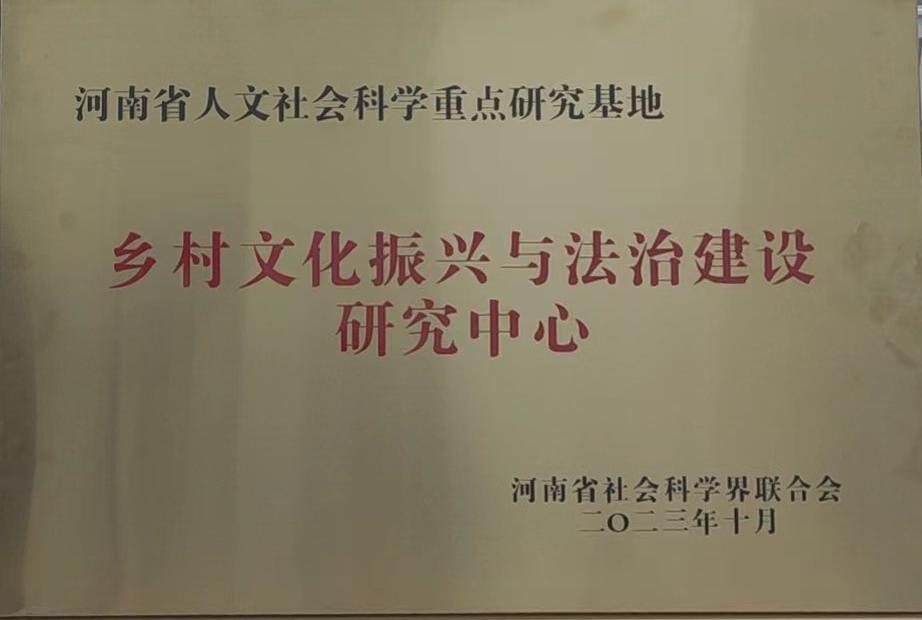 河南省人文社会科学重点研究基地
乡村文化振兴与法治建设
研究中心
河南省社会科学界联合会
二〇二三年十月